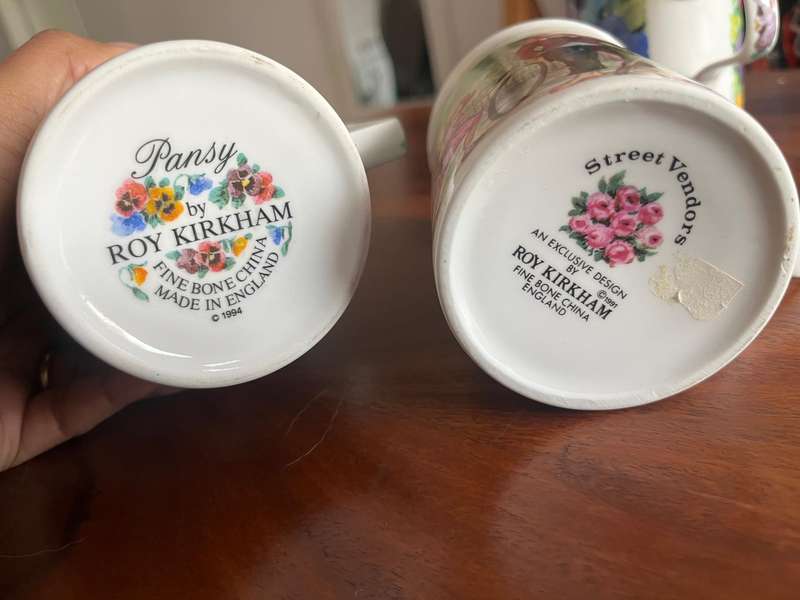 Pansy
by
ROY KIRKHAM
FINE BONE CHINA
MADE IN ENGLAND
© 1994
Street Vendors
AN EXCLUSIVE DESIGN
BY
ROY KIRKHAM
©1991
FINE BONE CHINA
ENGLAND